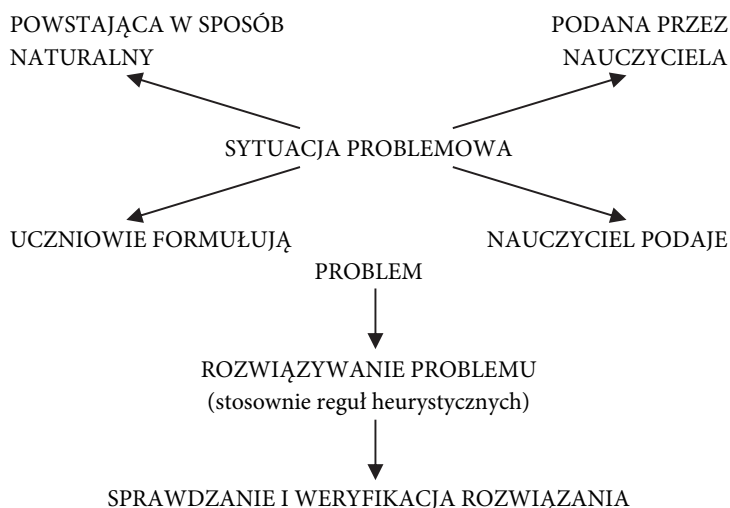 POWSTAJĄCA W SPOSÓB
NATURALNY
PODANA PRZEZ
NAUCZYCIELA
SYTUACJA PROBLEMOWA
UCZNIOWIE FORMUŁUJĄ
NAUCZYCIEL PODAJE
PROBLEM
ROZWIĄZYWANIE PROBLEMU
(stosownie reguł heurystycznych)
SPRAWDZANIE I WERYFIKACJA ROZWIĄZANIA